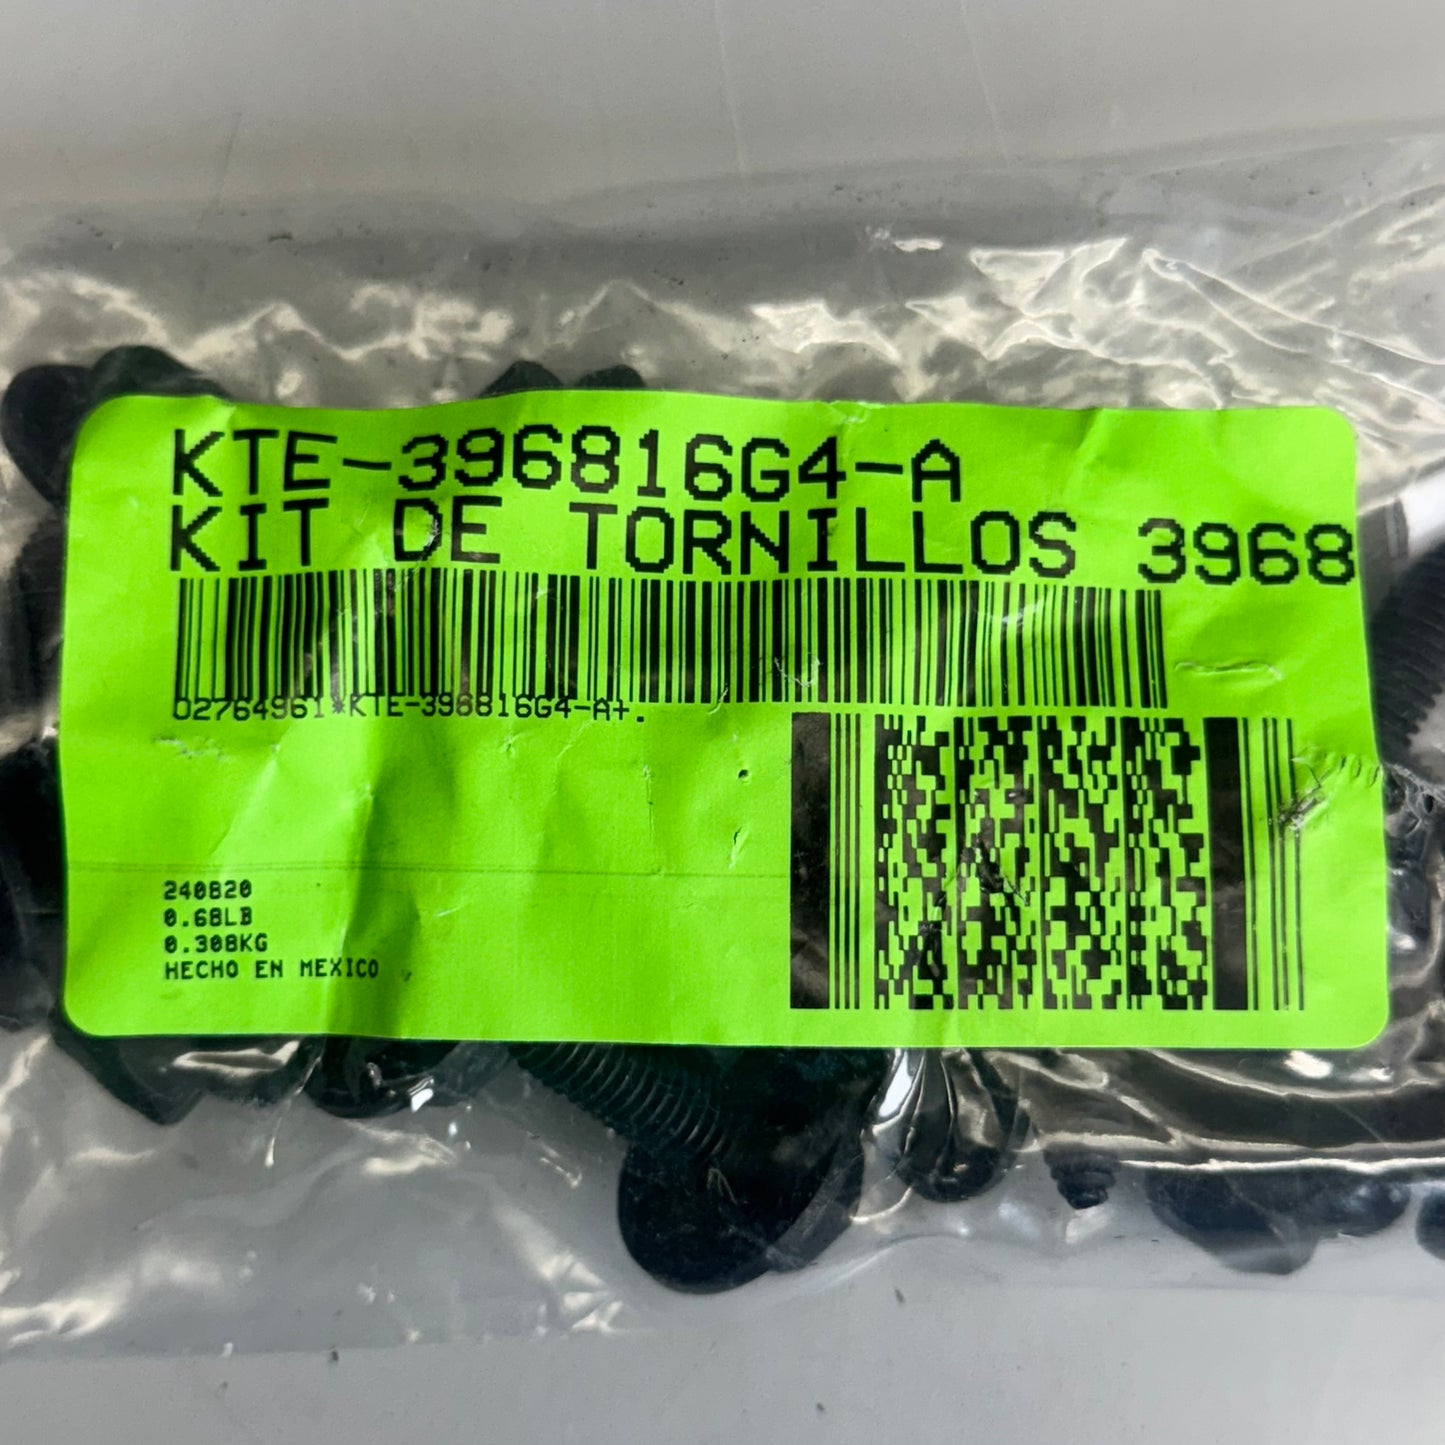 KTE-396816G4-A
KIT DE TORNILLOS 3968
02764961*KTE-396816G4-A+.
240820
0.68LB
0.308KG
HECHO EN MEXICO